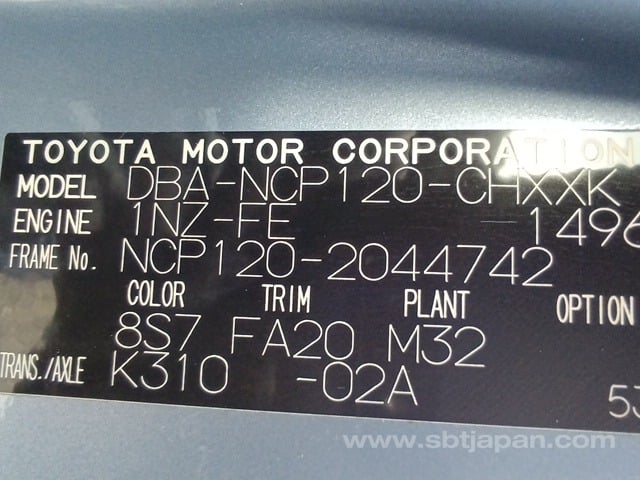 TOYOTA MOTOR CORPORATION
MODEL DBA-NCP120-CHXXK
ENGINE 1NZ-FE 1496
FRAME No. NCP120-2044742
COLOR TRIM PLANT OPTION
8S7 FA20 M32
TRANS./AXLE K310 -02A
53
www.sbtjapan.com